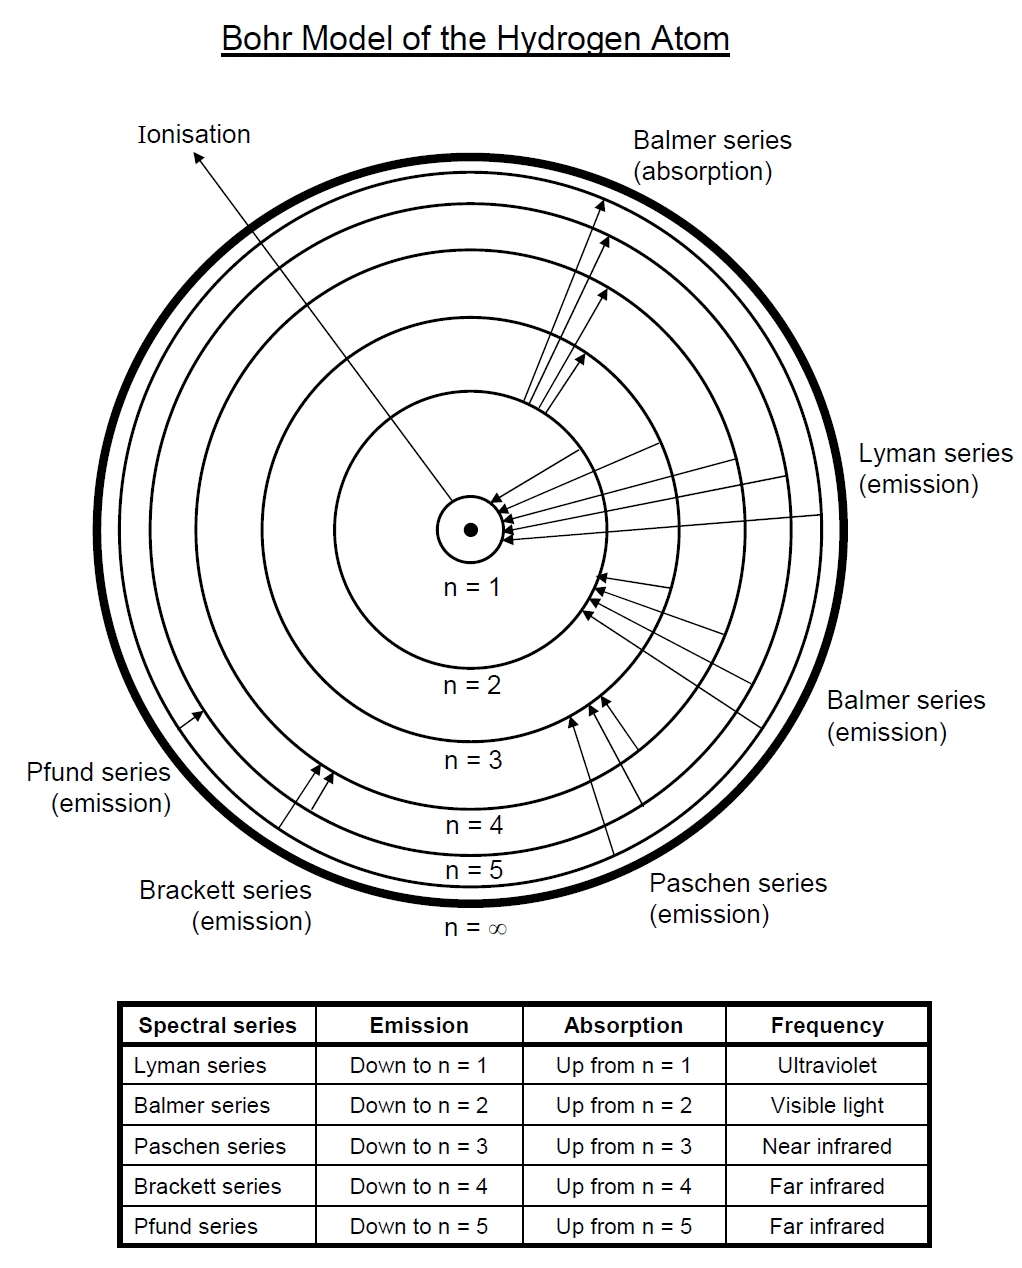 Bohr Model of the Hydrogen Atom
Ionisation
Balmer series
(absorption)
Lyman series
(emission)
n = 1
n = 2
Balmer series
(emission)
n = 3
Pfund series
(emission)
n = 4
n = 5
Paschen series
(emission)
Brackett series
(emission)
n = ∞
Spectral series Emission Absorption Frequency
Lyman series Down to n = 1 Up from n = 1 Ultraviolet
Balmer series Down to n = 2 Up from n = 2 Visible light
Paschen series Down to n = 3 Up from n = 3 Near infrared
Brackett series Down to n = 4 Up from n = 4 Far infrared
Pfund series Down to n = 5 Up from n = 5 Far infrared